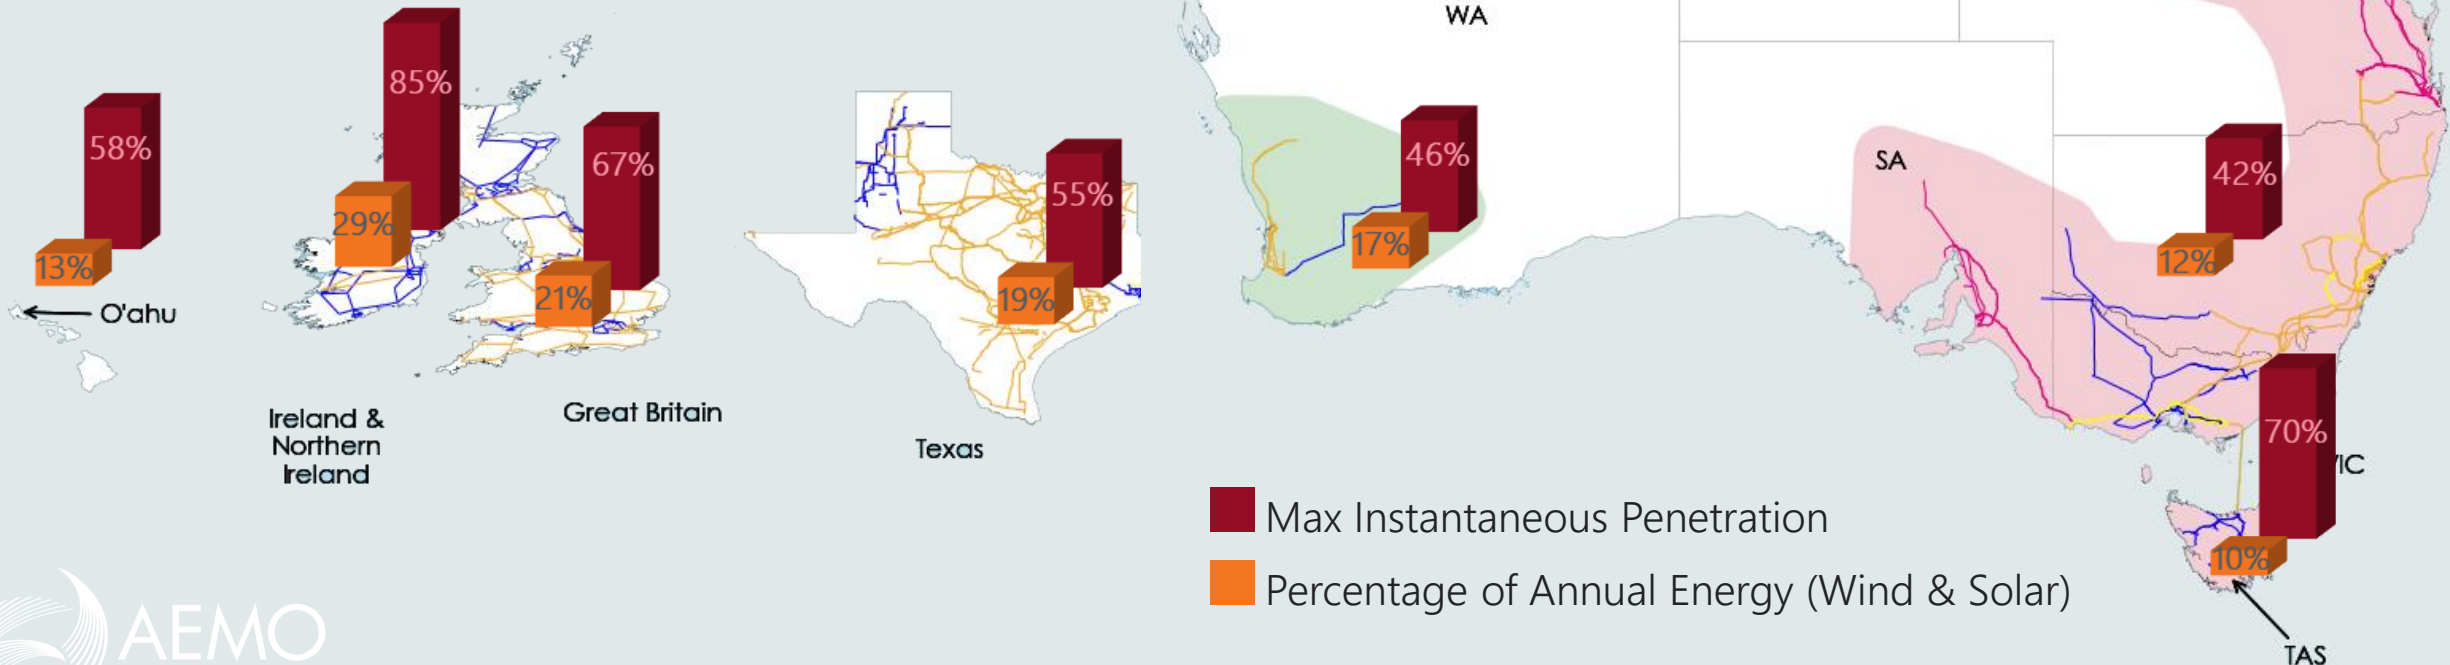 WA
85%
58%
67%
55%
46%
SA
42%
29%
13%
21%
19%
17%
12%
O'ahu
Ireland &
Northern
Ireland
Great Britain
Texas
70%
Max Instantaneous Penetration
10%
Percentage of Annual Energy (Wind & Solar)
AEMO
TAS